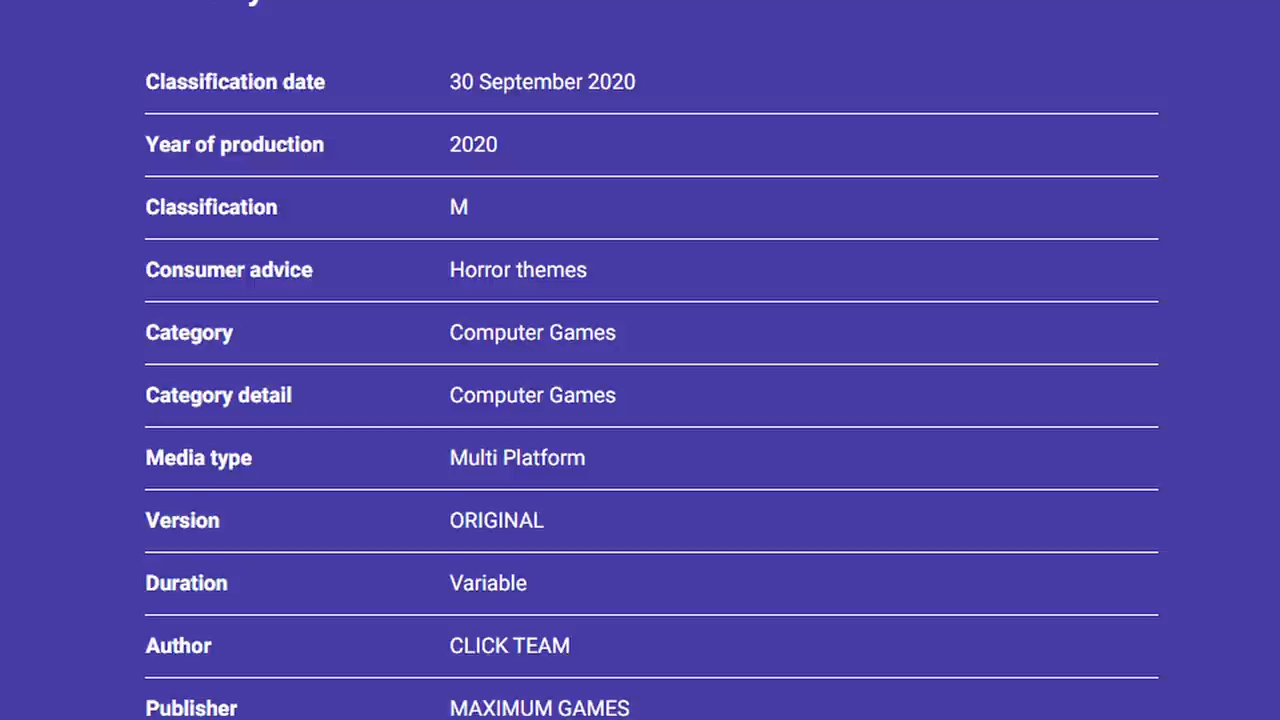 Classification date 30 September 2020
Year of production 2020
Classification M
Consumer advice Horror themes
Category Computer Games
Category detail Computer Games
Media type Multi Platform
Version ORIGINAL
Duration Variable
Author CLICK TEAM
Publisher MAXIMUM GAMES